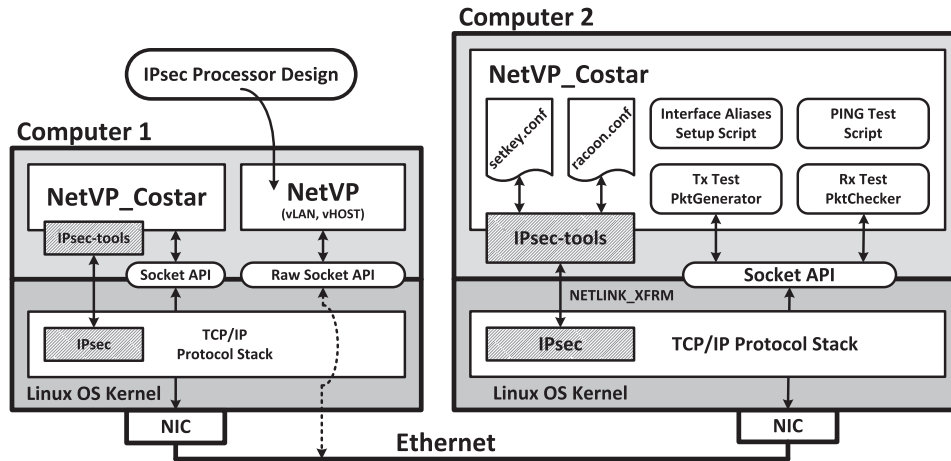 Computer 2
IPsec Processor Design
Computer 1
NetVP_Costar
IPsec-tools
NetVP
(vLAN, vHOST)
Socket API
Raw Socket API
IPsec
TCP/IP
Protocol Stack
Linux OS Kernel
NIC
NetVP_Costar
setkey.conf
racoon.conf
Interface Aliases
Setup Script
PING Test
Script
Tx Test
PktGenerator
Rx Test
PktChecker
IPsec-tools
Socket API
NETLINK_XFRM
IPsec
TCP/IP Protocol Stack
Linux OS Kernel
NIC
Ethernet